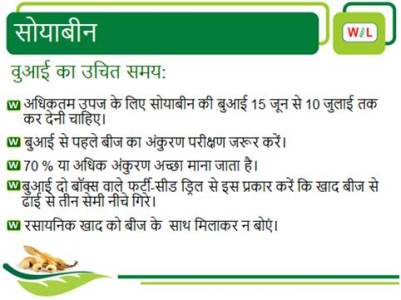 सोयाबीन
WiL
वुआई का उचित समय:
अधिकतम उपज के लिए सोयाबीन की बुआई 15 जून से 10 जुलाई तक
कर देनी चाहिए।
बुआई से पहले बीज का अंकुरण परीक्षण जरूर करें।
70 % या अधिक अंकुरण अच्छा माना जाता है।
बुआई दो बॉक्स वाले फर्टी-सीड ड्रिल से इस प्रकार करें कि खाद बीज से
ढाई से तीन सेमी नीचे गिरे।
रसायनिक खाद को बीज के साथ मिलाकर न बोएं।